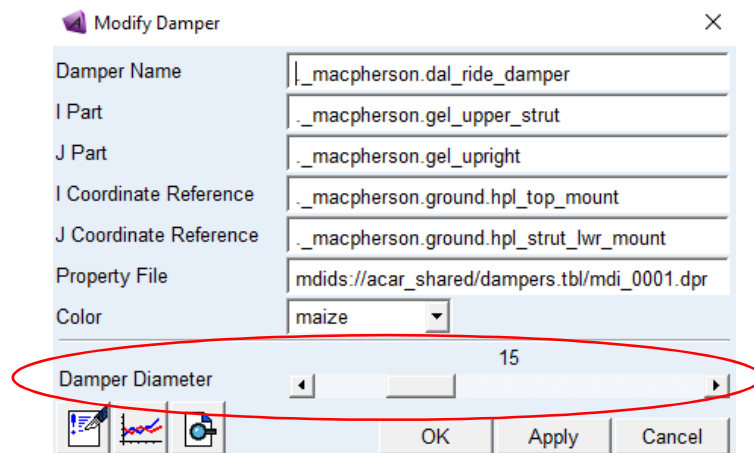 Modify Damper
Damper Name ._macpherson.dal_ride_damper
I Part ._macpherson.gel_upper_strut
J Part ._macpherson.gel_upright
I Coordinate Reference ._macpherson.ground.hpl_top_mount
J Coordinate Reference ._macpherson.ground.hpl_strut_lwr_mount
Property File mdids://acar_shared/dampers.tbl/mdi_0001.dpr
Color maize
15
Damper Diameter
OK Apply Cancel